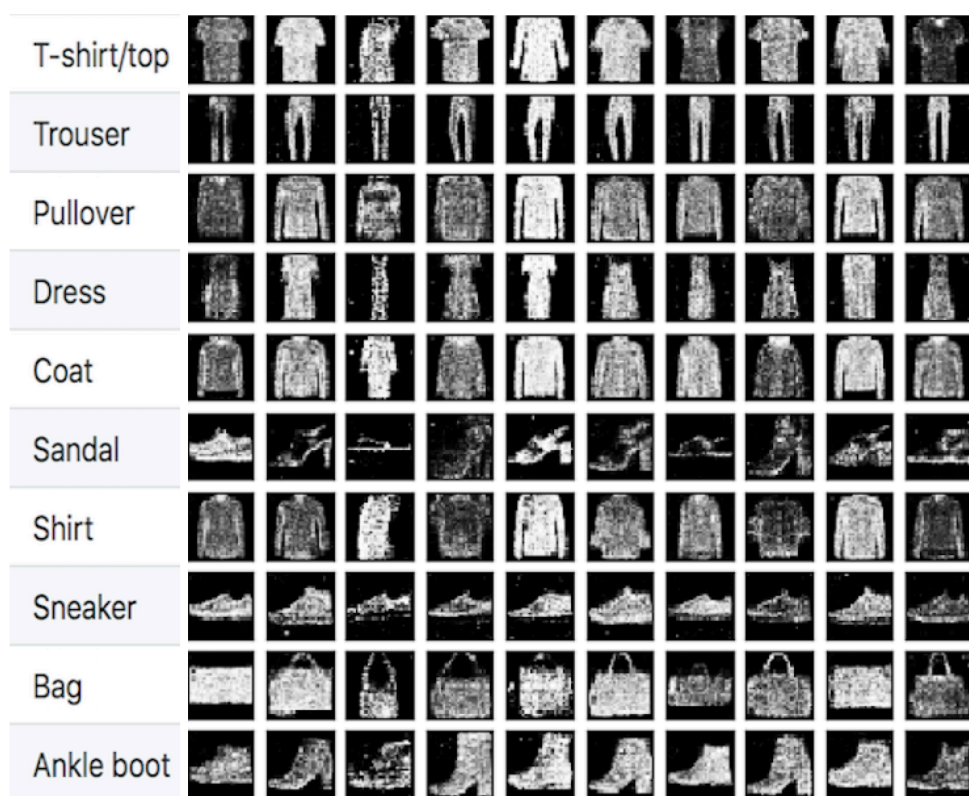 T-shirt/top
Trouser
Pullover
Dress
Coat
Sandal
Shirt
Sneaker
Bag
Ankle boot